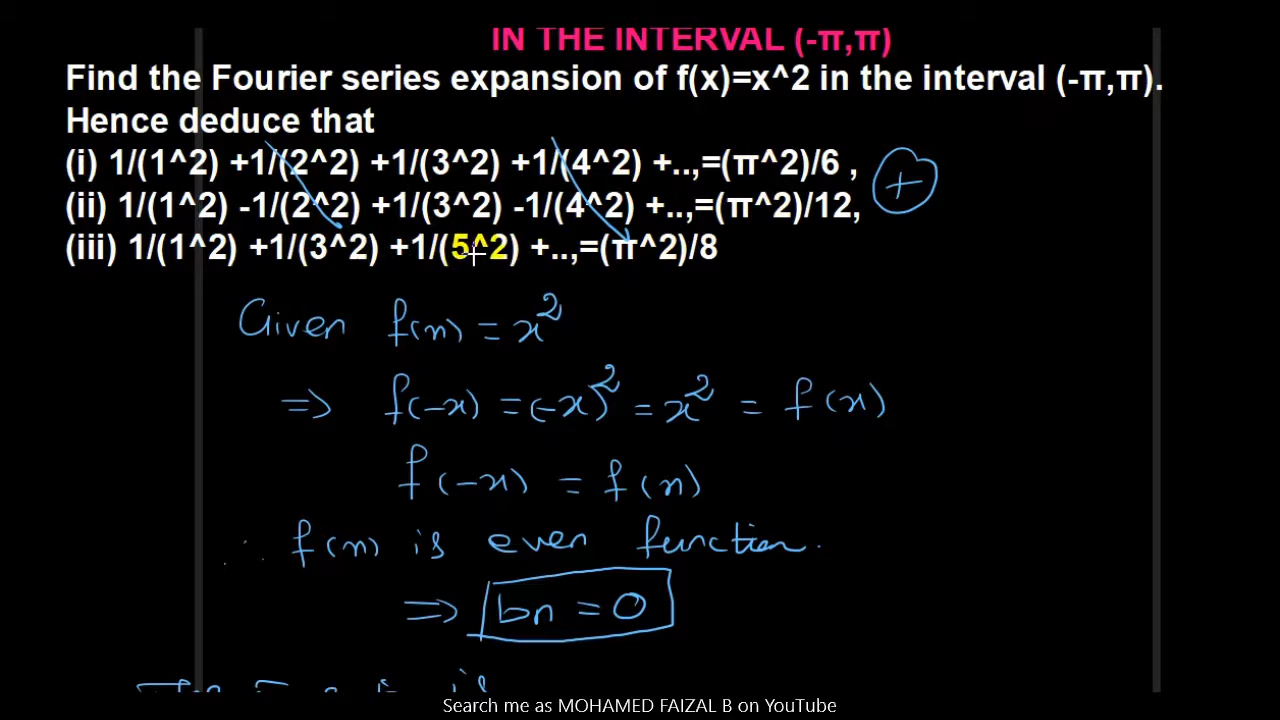 IN THE INTERVAL (-π,π)
Find the Fourier series expansion of f(x)=x^2 in the interval (-π,π).
Hence deduce that
(i) 1/(1^2) +1/(2^2) +1/(3^2) +1/(4^2) +..,=(π^2)/6 ,
(ii) 1/(1^2) -1/(2^2) +1/(3^2) -1/(4^2) +..,=(π^2)/12,
+
(iii) 1/(1^2) +1/(3^2) +1/(5^2) +..,=(π^2)/8
Given f(x) = x²
⇒ f(-x) = (-x)² = x² = f(x)
f(-x) = f(x)
∴ f(x) is even function.
⇒ bn = 0
Search me as MOHAMED FAIZAL B on YouTube